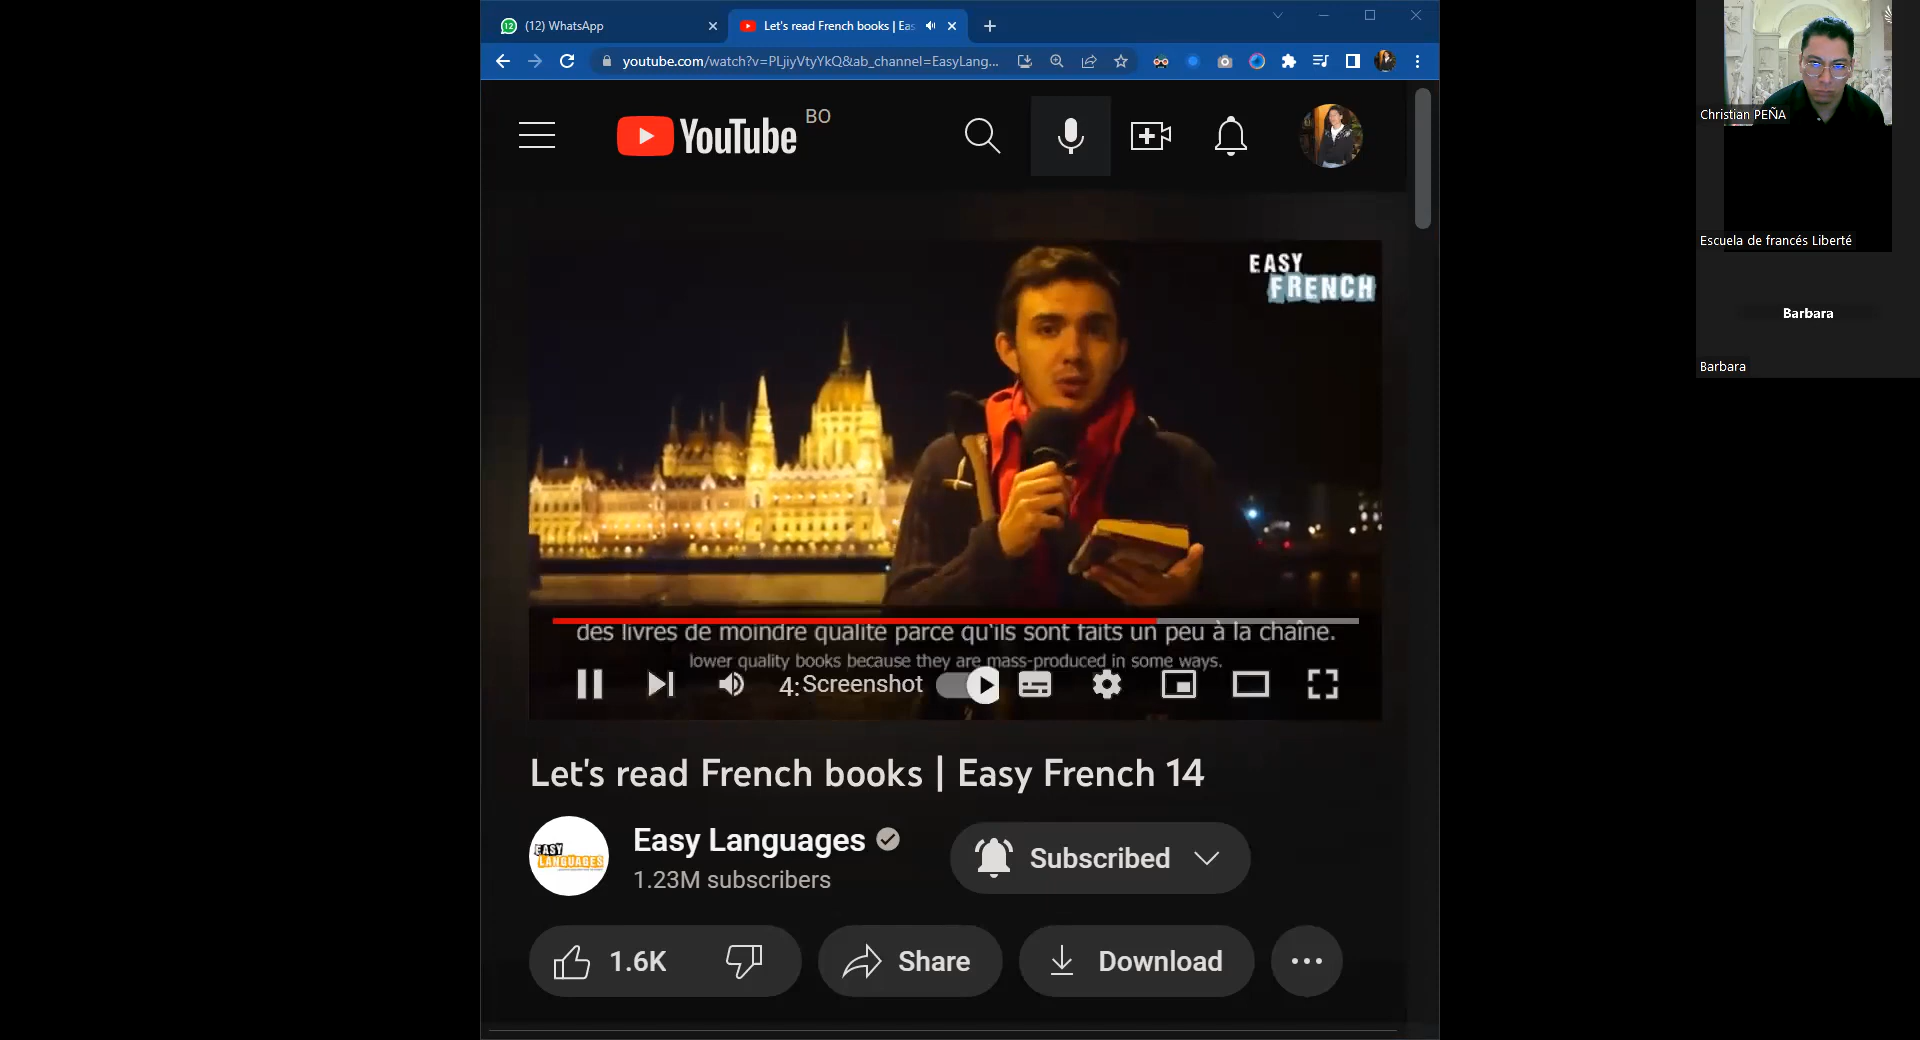 (12) WhatsApp
Let's read French books | Eas
youtube.com/watch?v=PLjiyVtyYkQ&ab_channel=EasyLang...
YouTube BO
EASY
FRENCH
des livres de moindre qualité parce qu'ils sont faits un peu à la chaîne.
lower quality books because they are mass-produced in some ways.
4: Screenshot
Let's read French books | Easy French 14
EASY
LANGUAGES
Easy Languages
1.23M subscribers
Subscribed
1.6K
Share
Download
Christian PEÑA
Escuela de francés Liberté
Barbara
Barbara